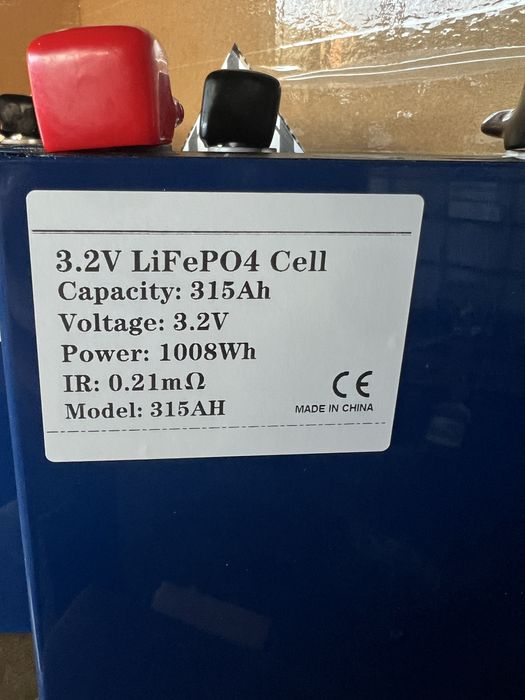 3.2V LiFePO4 Cell
Capacity: 315Ah
Voltage: 3.2V
Power: 1008Wh
IR: 0.21mΩ
Model: 315AH
CE
MADE IN CHINA